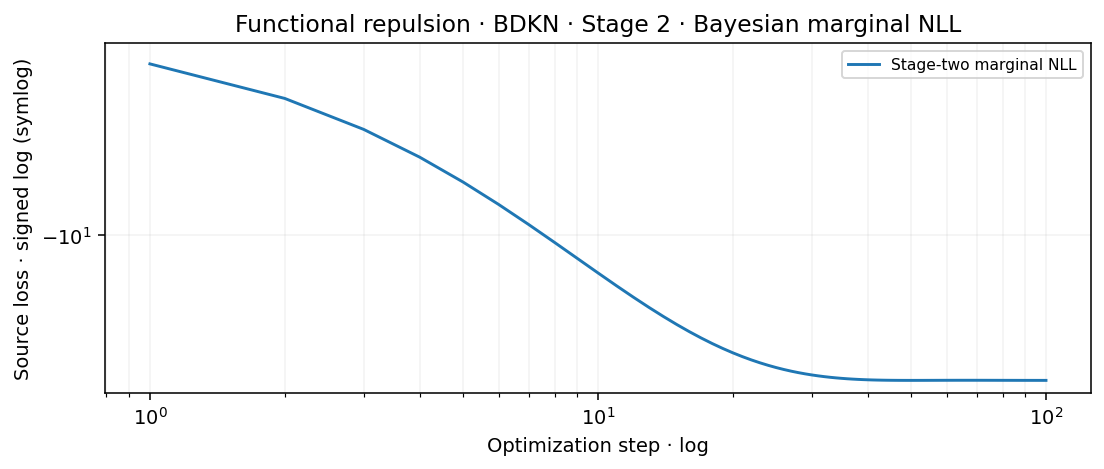 Functional repulsion · BDKN · Stage 2 · Bayesian marginal NLL
Stage-two marginal NLL
Source loss · signed log (symlog)
−10¹
10⁰
10¹
10²
Optimization step · log